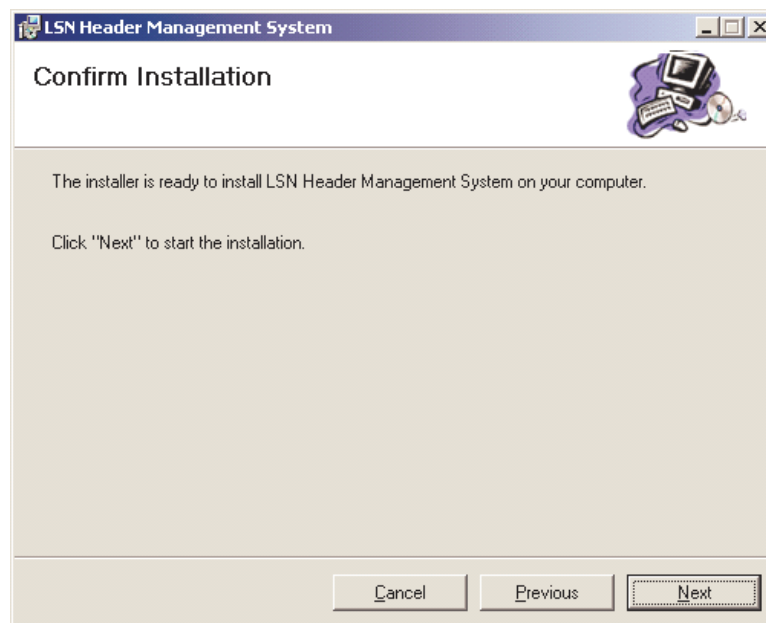 LSN Header Management System
Confirm Installation
The installer is ready to install LSN Header Management System on your computer.
Click "Next" to start the installation.
Cancel Previous Next